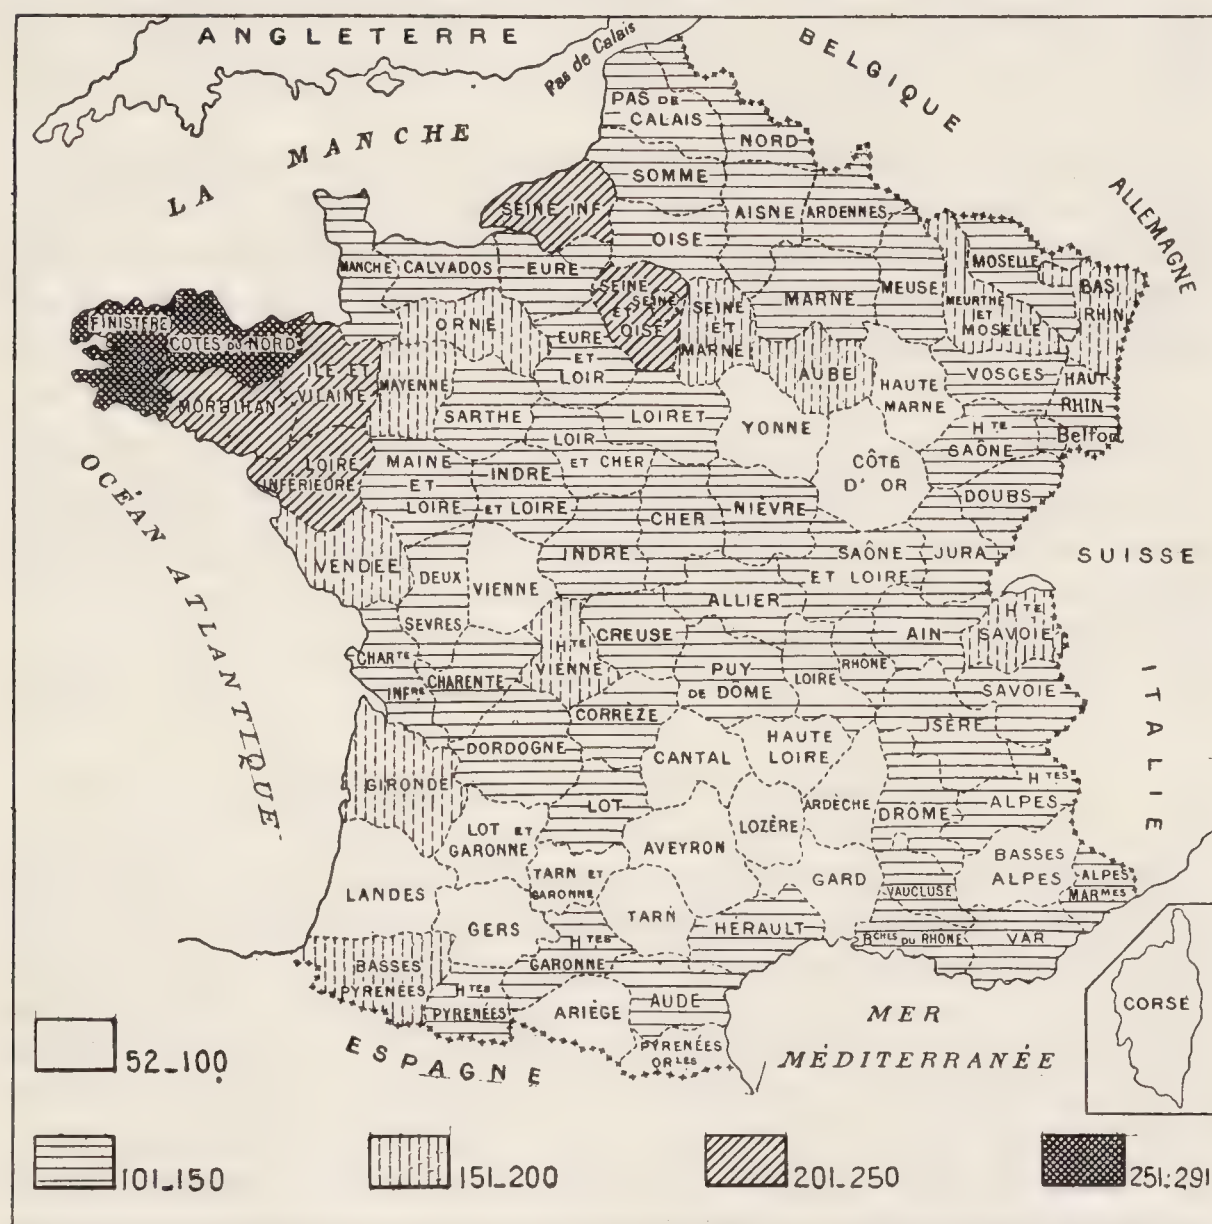 ANGLETERRE
Pas de Calais
BELGIQUE
LA MANCHE
ALLEMAGNE
PAS DE
CALAIS
NORD
SOMME
SEINE INF
AISNE
ARDENNES
OISE
MANCHE
CALVADOS
EURE
MOSELLE
BAS
RHIN
SEINE
ET
OISE
SEINE
SEINE
ET
MARNE
MARNE
MEUSE
MEURTHE
ET
MOSELLE
FINISTÈRE
CÔTES DU NORD
ORNE
EURE
ET
LOIR
ILE ET
VILAINE
MAYENNE
AUBE
HAUTE
MARNE
VOSGES
HAUT
RHIN
MORBIHAN
SARTHE
LOIRET
YONNE
Belfor
LOIR
ET CHER
HTE
SAÔNE
LOIRE
INFERIEURE
MAINE
ET
LOIRE
INDRE
ET LOIRE
CÔTE
D' OR
OCÉAN ATLANTIQUE
CHER
NIÈVRE
DOUBS
VENDÉE
DEUX
SEVRES
VIENNE
INDRE
SAÔNE
ET LOIRE
JURA
SUISSE
ALLIER
HTE
SAVOIE
CREUSE
AIN
HTE
VIENNE
CHARTE
INFRE
CHARENTE
PUY
DE DÔME
LOIRE
RHÔNE
SAVOIE
ITALIE
CORRÈZE
ISÈRE
DORDOGNE
CANTAL
HAUTE
LOIRE
GIRONDE
HTES
ALPES
LOT
ARDÈCHE
DRÔME
LOT ET
GARONNE
AVEYRON
LOZÈRE
BASSES
ALPES
ALPES
MARMES
LANDES
TARN ET
GARONNE
GARD
VAUCLUSE
GERS
TARN
HÉRAULT
BCHES DU RHÔNE
VAR
HTES
GARONNE
BASSES
PYRENÉES
HTES
PYRÉNÉES
ARIÈGE
AUDE
PYRÉNÉES
ORLES
CORSE
MER
MÉDITERRANÉE
ESPAGNE
52_100
101_150
151_200
201_250
251_291